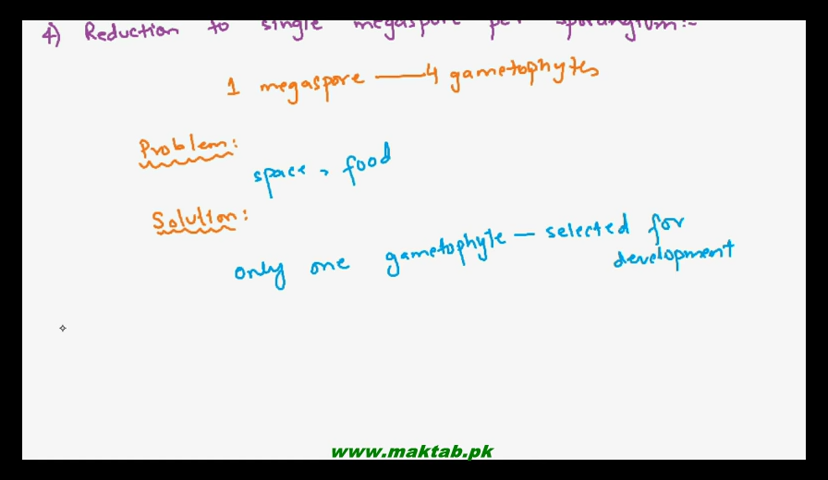 4) Reduction to single megaspore per sporangium:-
1 megaspore — 4 gametophytes
Problem:
space, food
Solution:
only one gametophyte — selected for
development
www.maktab.pk